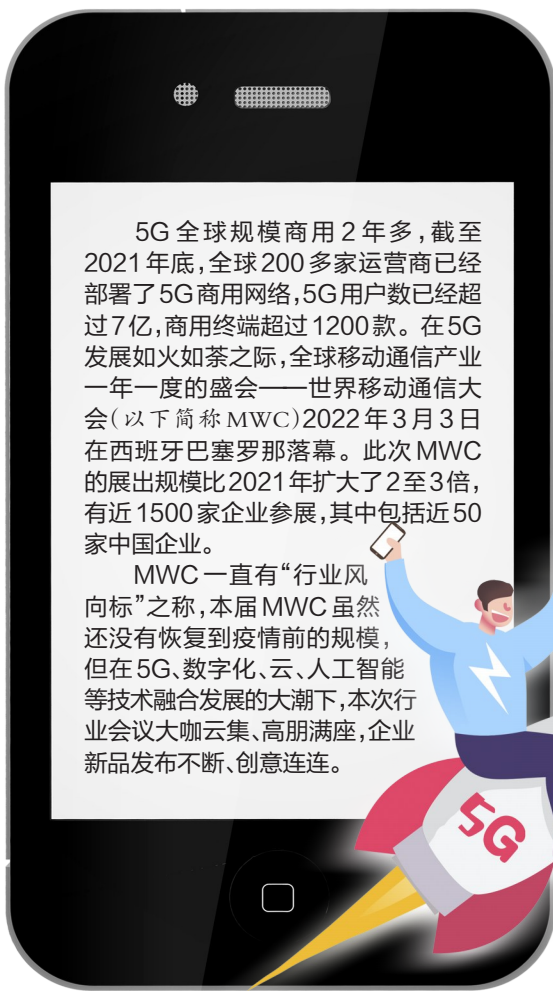 5G全球规模商用2年多，截至
2021年底，全球200多家运营商已经
部署了5G商用网络，5G用户数已经超
过7亿，商用终端超过1200款。在5G
发展如火如荼之际，全球移动通信产业
一年一度的盛会——世界移动通信大
会（以下简称MWC）2022年3月3日
在西班牙巴塞罗那落幕。此次MWC
的展出规模比2021年扩大了2至3倍，
有近1500家企业参展，其中包括近50
家中国企业。
MWC一直有“行业风
向标”之称，本届MWC虽然
还没有恢复到疫情前的规模，
但在5G、数字化、云、人工智能
等技术融合发展的大潮下，本次行
业会议大咖云集、高朋满座，企业
新品发布不断、创意连连。
5G